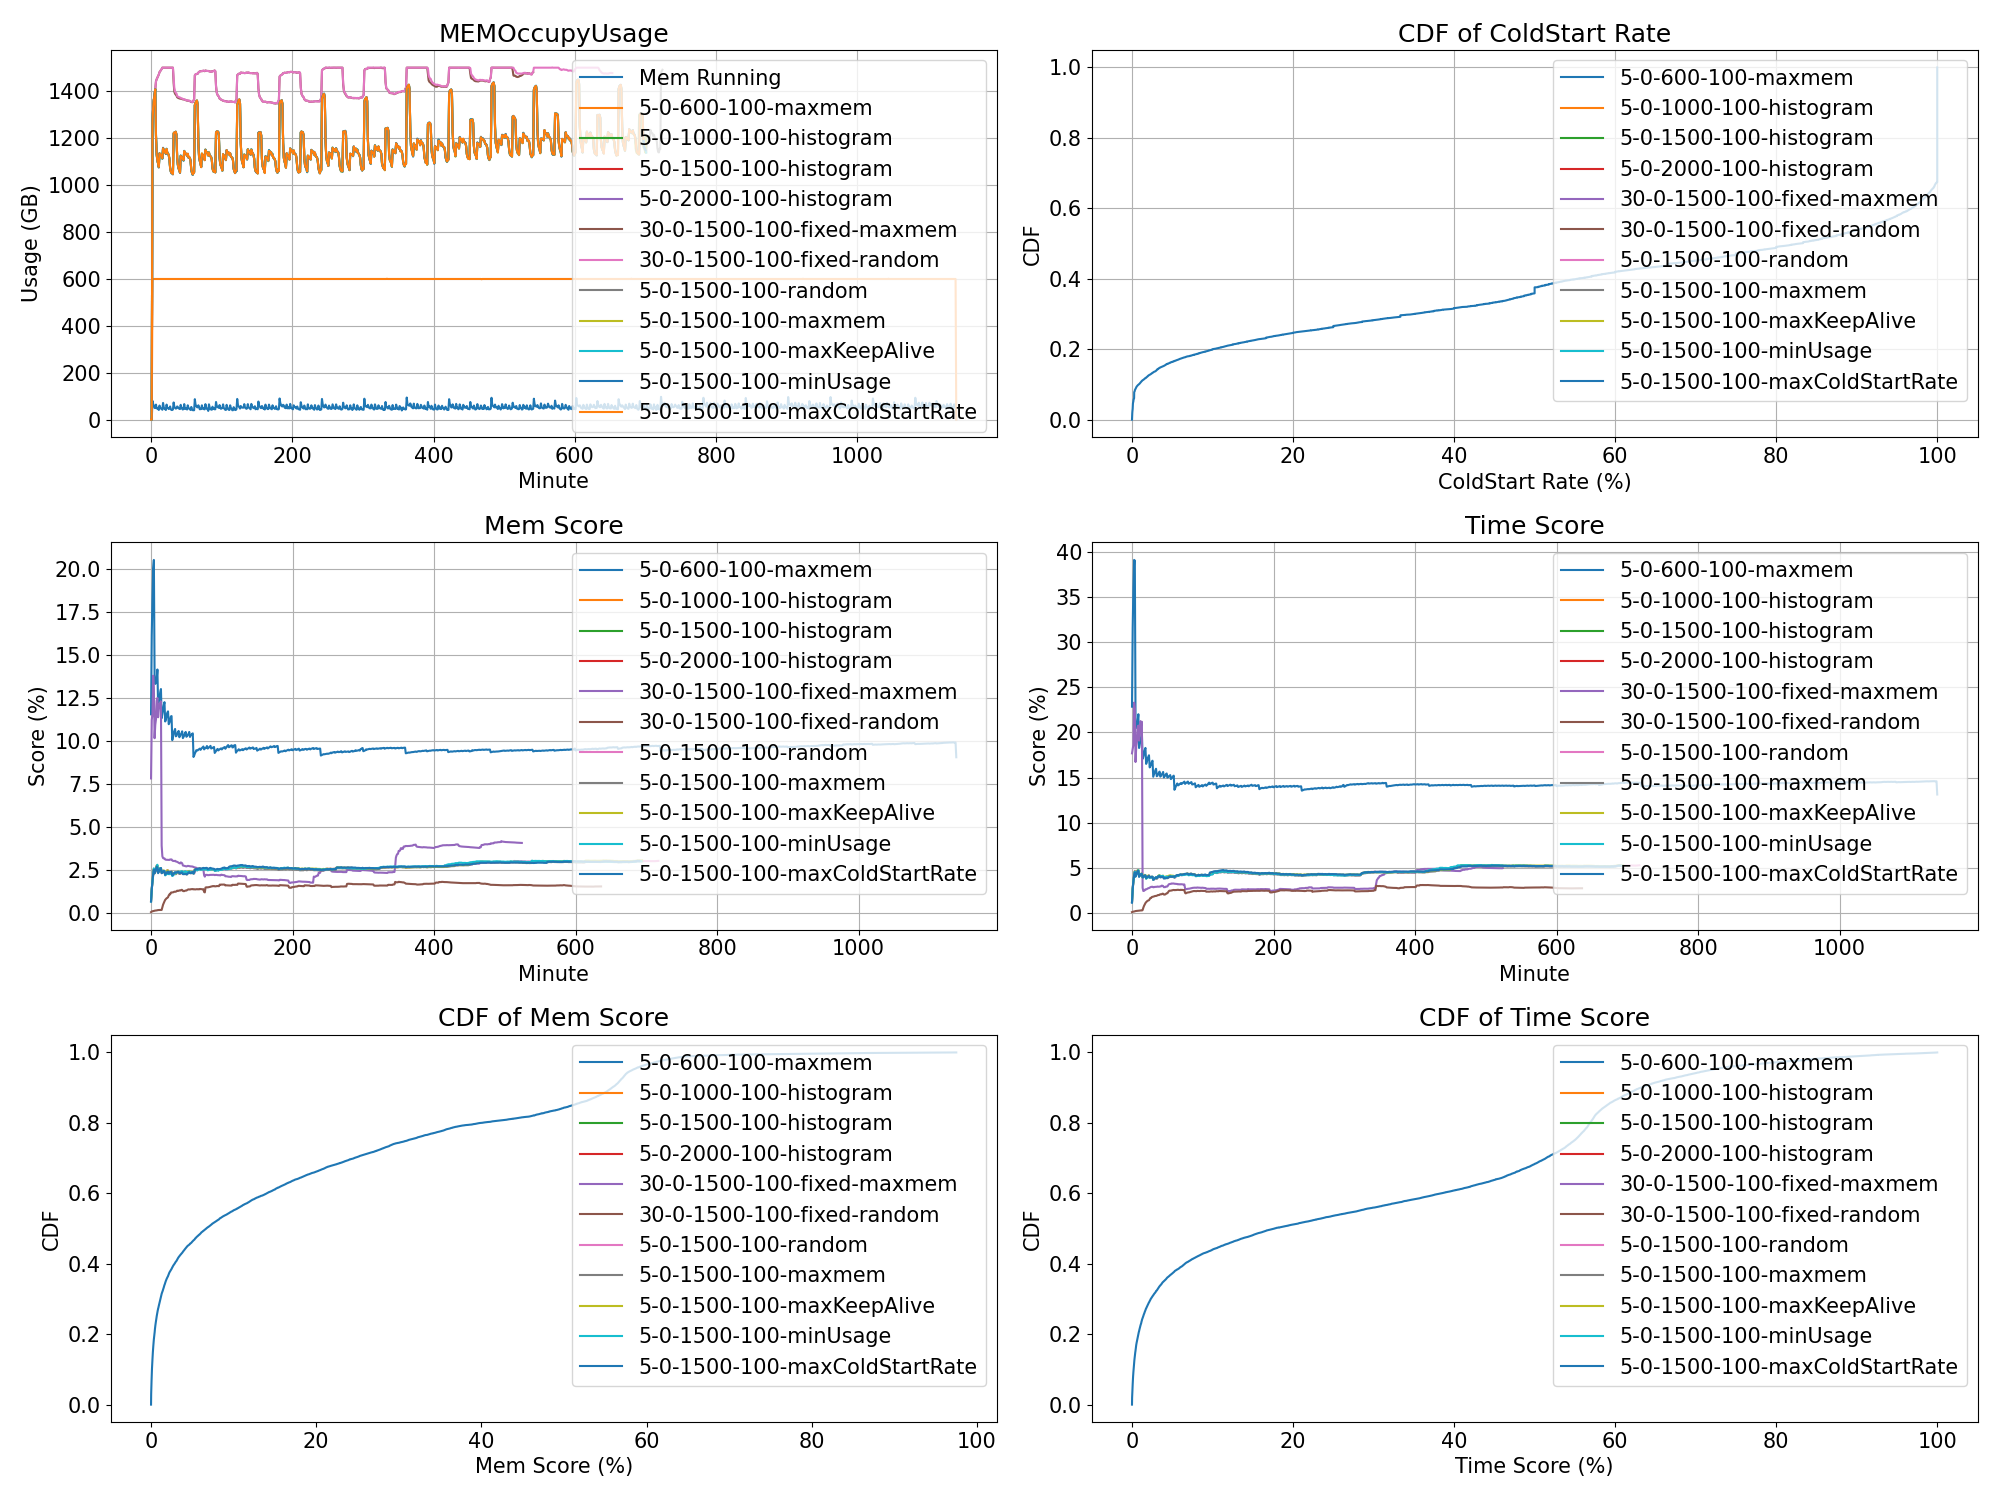 MEMOccupyUsage
Usage (GB)
1400
1200
1000
800
600
400
200
0
Mem Running
5-0-600-100-maxmem
5-0-1000-100-histogram
5-0-1500-100-histogram
5-0-2000-100-histogram
30-0-1500-100-fixed-maxmem
30-0-1500-100-fixed-random
5-0-1500-100-random
5-0-1500-100-maxmem
5-0-1500-100-maxKeepAlive
5-0-1500-100-minUsage
5-0-1500-100-maxColdStartRate
0 200 400 600 800 1000
Minute
CDF of ColdStart Rate
CDF
1.0
0.8
0.6
0.4
0.2
0.0
5-0-600-100-maxmem
5-0-1000-100-histogram
5-0-1500-100-histogram
5-0-2000-100-histogram
30-0-1500-100-fixed-maxmem
30-0-1500-100-fixed-random
5-0-1500-100-random
5-0-1500-100-maxmem
5-0-1500-100-maxKeepAlive
5-0-1500-100-minUsage
5-0-1500-100-maxColdStartRate
0 20 40 60 80 100
ColdStart Rate (%)
Mem Score
Score (%)
20.0
17.5
15.0
12.5
10.0
7.5
5.0
2.5
0.0
5-0-600-100-maxmem
5-0-1000-100-histogram
5-0-1500-100-histogram
5-0-2000-100-histogram
30-0-1500-100-fixed-maxmem
30-0-1500-100-fixed-random
5-0-1500-100-random
5-0-1500-100-maxmem
5-0-1500-100-maxKeepAlive
5-0-1500-100-minUsage
5-0-1500-100-maxColdStartRate
0 200 400 600 800 1000
Minute
Time Score
Score (%)
40
35
30
25
20
15
10
5
0
5-0-600-100-maxmem
5-0-1000-100-histogram
5-0-1500-100-histogram
5-0-2000-100-histogram
30-0-1500-100-fixed-maxmem
30-0-1500-100-fixed-random
5-0-1500-100-random
5-0-1500-100-maxmem
5-0-1500-100-maxKeepAlive
5-0-1500-100-minUsage
5-0-1500-100-maxColdStartRate
0 200 400 600 800 1000
Minute
CDF of Mem Score
CDF
1.0
0.8
0.6
0.4
0.2
0.0
5-0-600-100-maxmem
5-0-1000-100-histogram
5-0-1500-100-histogram
5-0-2000-100-histogram
30-0-1500-100-fixed-maxmem
30-0-1500-100-fixed-random
5-0-1500-100-random
5-0-1500-100-maxmem
5-0-1500-100-maxKeepAlive
5-0-1500-100-minUsage
5-0-1500-100-maxColdStartRate
0 20 40 60 80 100
Mem Score (%)
CDF of Time Score
CDF
1.0
0.8
0.6
0.4
0.2
0.0
5-0-600-100-maxmem
5-0-1000-100-histogram
5-0-1500-100-histogram
5-0-2000-100-histogram
30-0-1500-100-fixed-maxmem
30-0-1500-100-fixed-random
5-0-1500-100-random
5-0-1500-100-maxmem
5-0-1500-100-maxKeepAlive
5-0-1500-100-minUsage
5-0-1500-100-maxColdStartRate
0 20 40 60 80 100
Time Score (%)